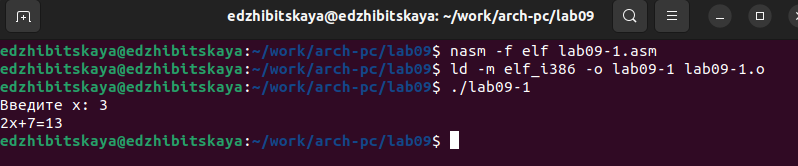 edzhibitskaya@edzhibitskaya: ~/work/arch-pc/lab09
edzhibitskaya@edzhibitskaya:~/work/arch-pc/lab09$ nasm -f elf lab09-1.asm
edzhibitskaya@edzhibitskaya:~/work/arch-pc/lab09$ ld -m elf_i386 -o lab09-1 lab09-1.o
edzhibitskaya@edzhibitskaya:~/work/arch-pc/lab09$ ./lab09-1
Введите x: 3
2x+7=13
edzhibitskaya@edzhibitskaya:~/work/arch-pc/lab09$